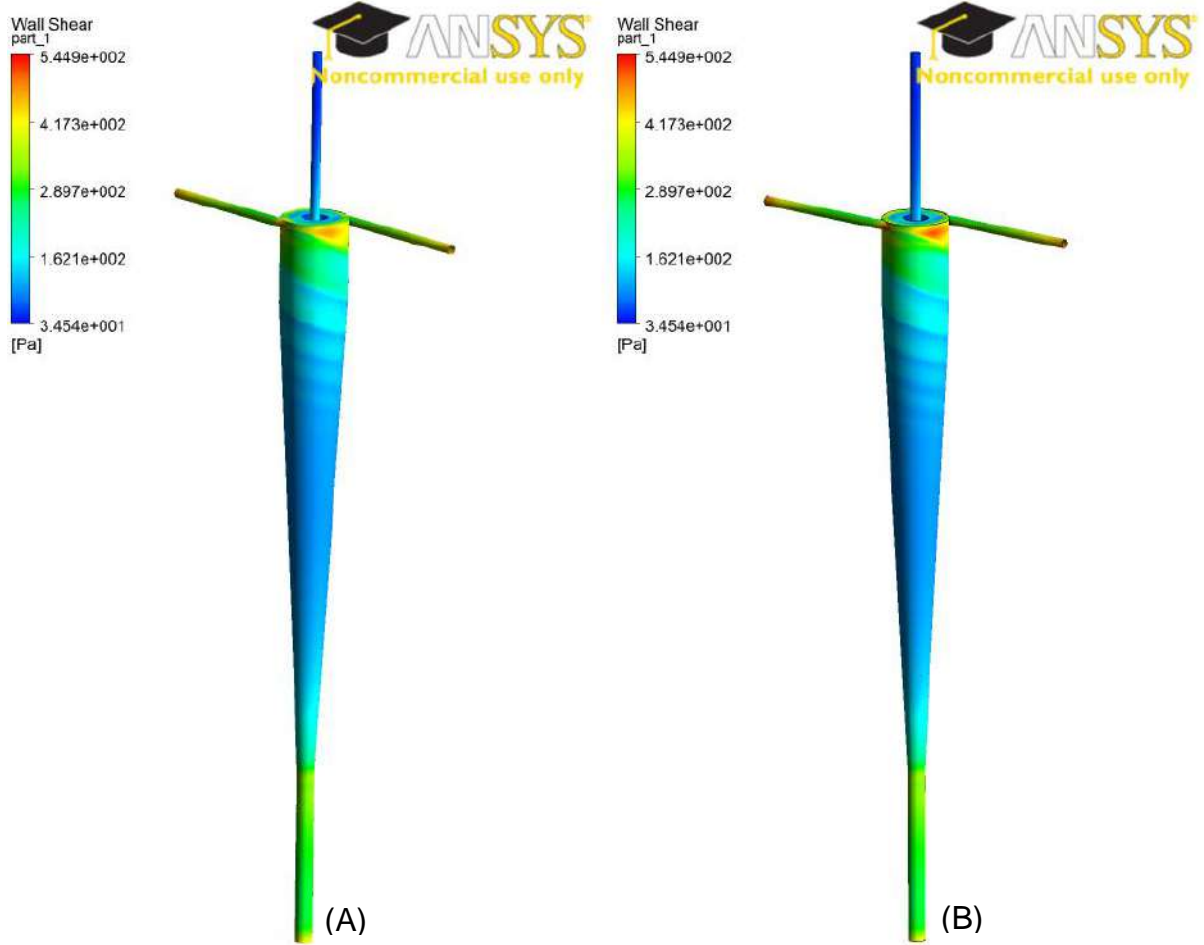 Wall Shear
part_1
5.449e+002
4.173e+002
2.897e+002
1.621e+002
3.454e+001
[Pa]
ANSYS®
Noncommercial use only
(A)
Wall Shear
part_1
5.449e+002
4.173e+002
2.897e+002
1.621e+002
3.454e+001
[Pa]
ANSYS®
Noncommercial use only
(B)